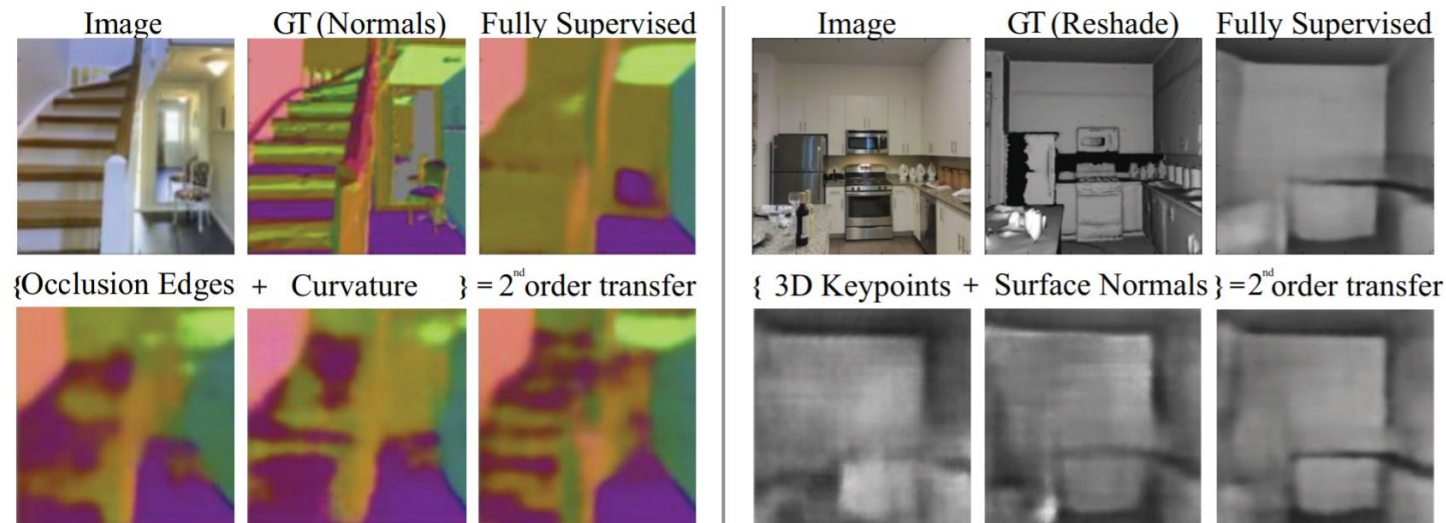 Image GT (Normals) Fully Supervised
{Occlusion Edges + Curvature } = 2nd order transfer
Image GT (Reshade) Fully Supervised
{ 3D Keypoints + Surface Normals } = 2nd order transfer